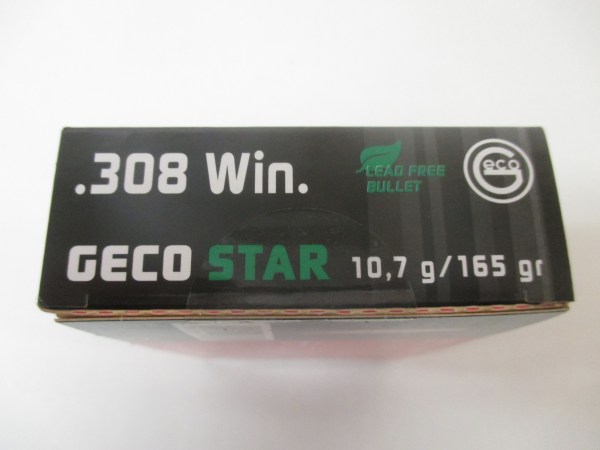 .308 Win.
LEAD FREE
BULLET
Geco
GECO STAR 10,7 g/165 gr